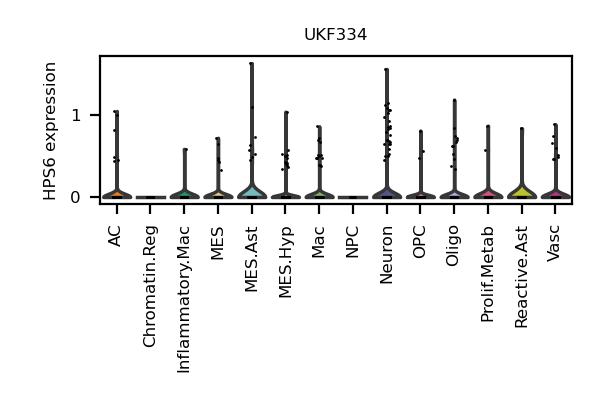 UKF334
HPS6 expression
1
0
AC
Chromatin.Reg
Inflammatory.Mac
MES
MES.Ast
MES.Hyp
Mac
NPC
Neuron
OPC
Oligo
Prolif.Metab
Reactive.Ast
Vasc